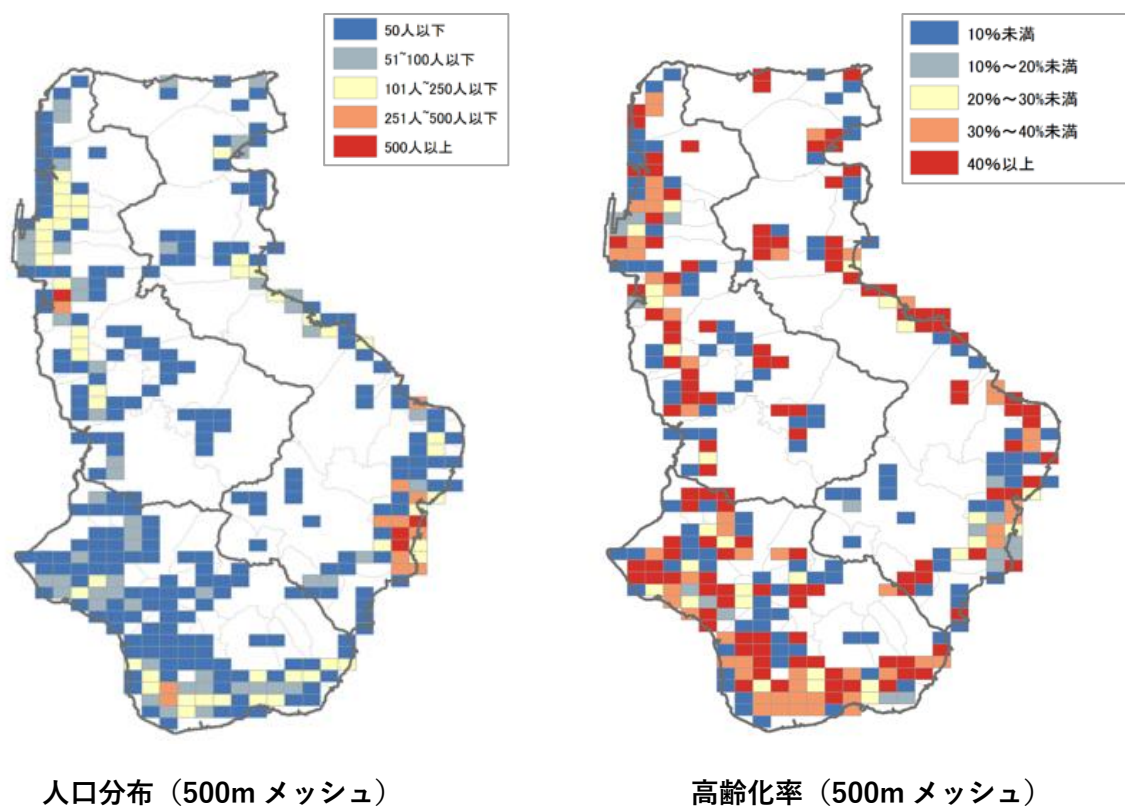 50人以下
51~100人以下
101人~250人以下
251人~500人以下
500人以上
10%未満
10%～20%未満
20%～30%未満
30%～40%未満
40%以上
人口分布（500m メッシュ）
高齢化率（500m メッシュ）